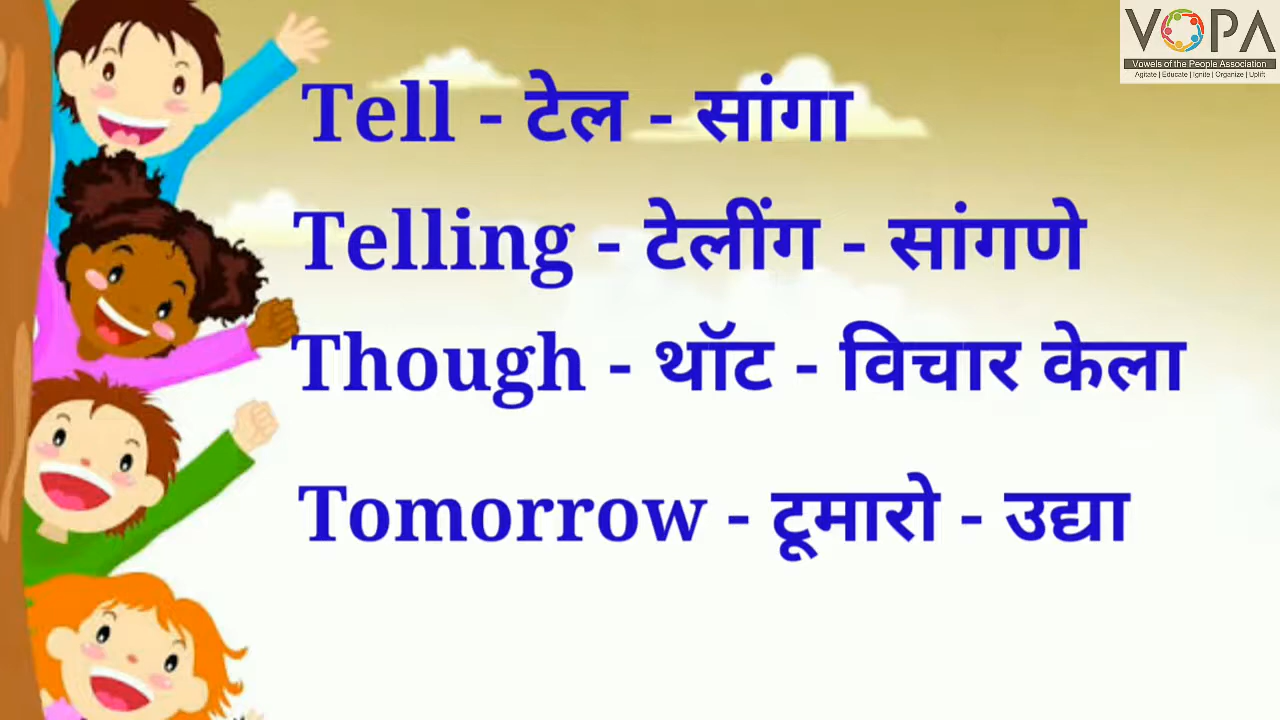 VOPA
Vowels of the People Association
Agitate | Educate | Ignite | Organize | Uplift
Tell - टेल - सांगा
Telling - टेलींग - सांगणे
Though - थॉट - विचार केला
Tomorrow - टूमारो - उद्या